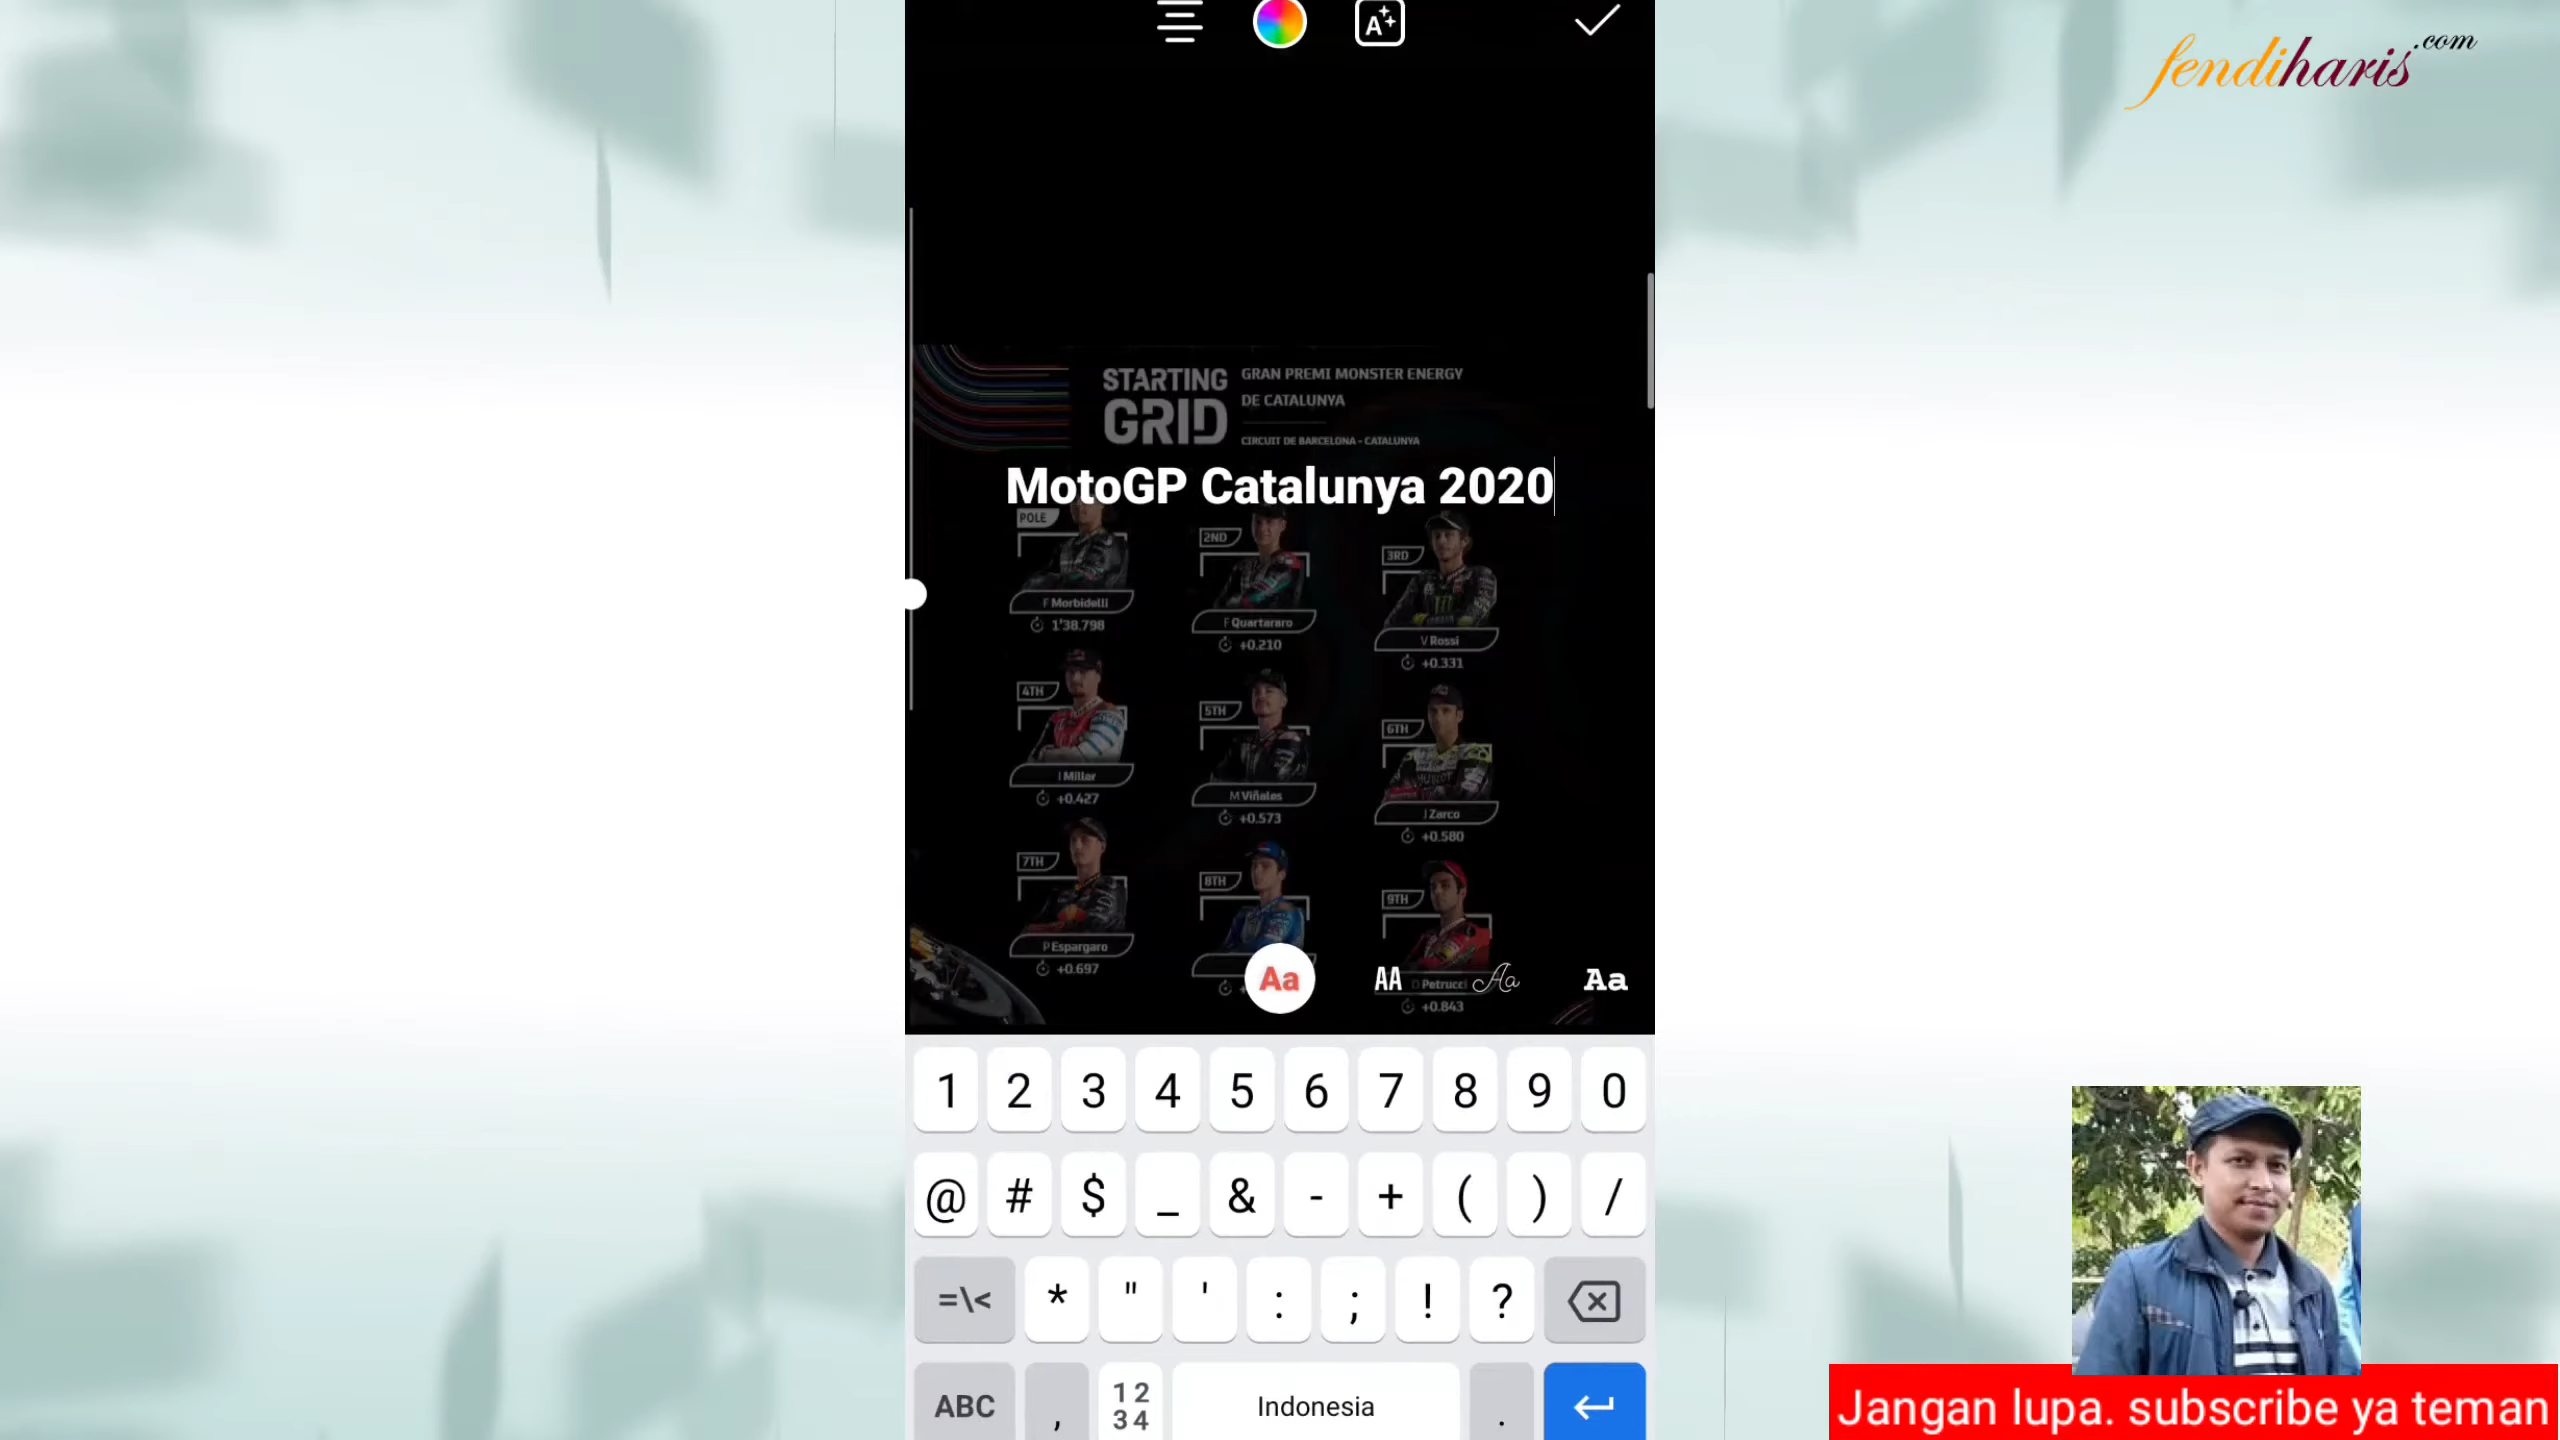 fendiharis.com
A
STARTING
GRID
GRAN PREMI MONSTER ENERGY
DE CATALUNYA
CIRCUIT DE BARCELONA - CATALUNYA
MotoGP Catalunya 2020
POLE
2ND
3RD
F Morbidelli
F Quartararo
V Rossi
1'38.798
+0.210
+0.331
4TH
5TH
6TH
J Miller
M Viñales
J Zarco
+0.427
+0.573
+0.580
7TH
8TH
9TH
P Espargaro
D Petrucci
+0.697
+0.843
Aa
AA
Aa
Aa
1 2 3 4 5 6 7 8 9 0
@ # $ _ & - + ( ) /
=\< * " ' : ; ! ?
ABC , 12 34 Indonesia .
Jangan lupa. subscribe ya teman